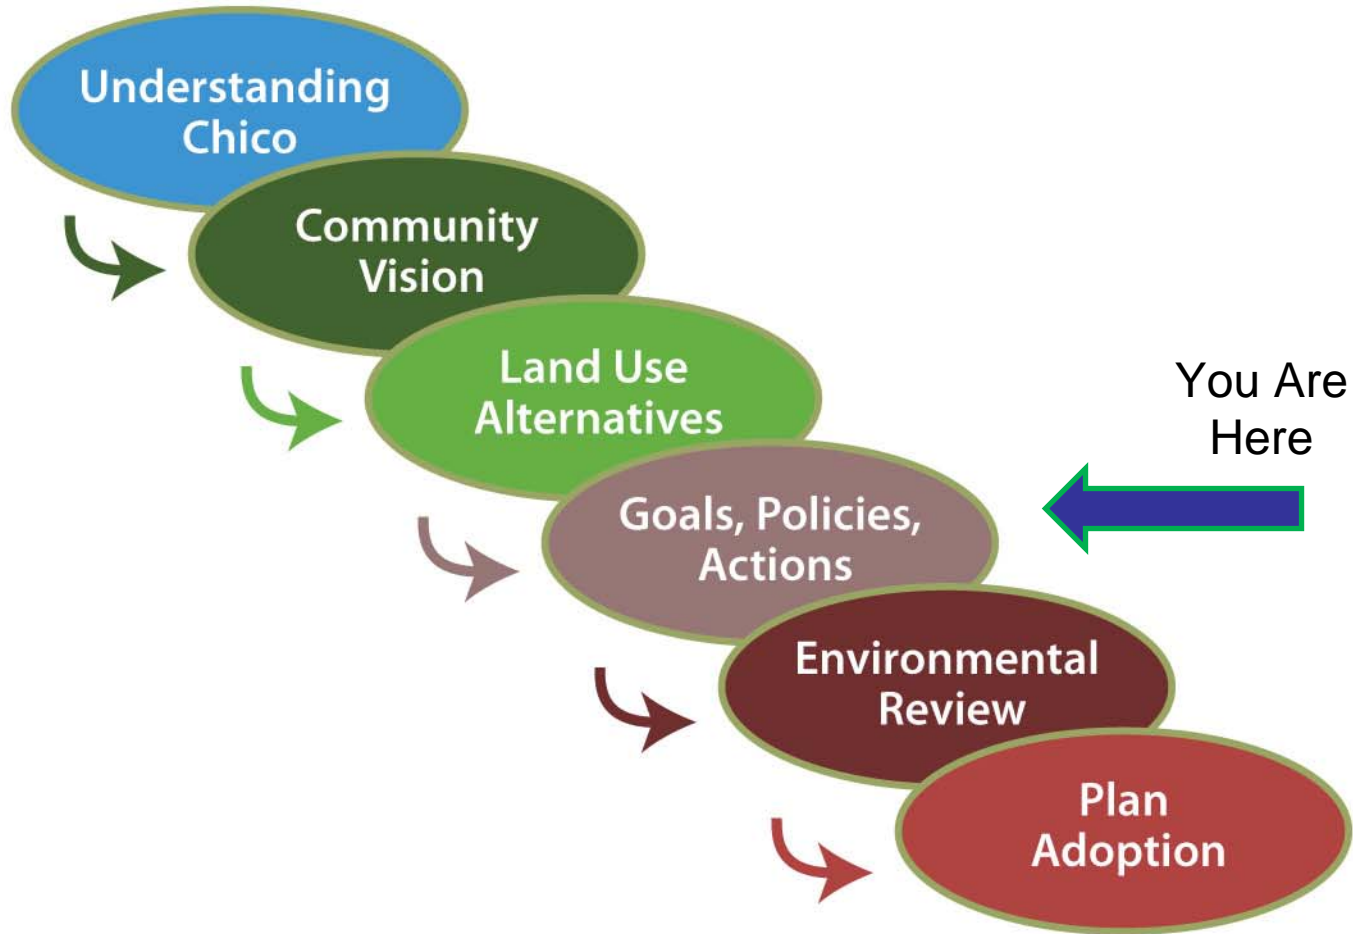 Understanding
Chico
Community
Vision
Land Use
Alternatives
You Are
Here
Goals, Policies,
Actions
Environmental
Review
Plan
Adoption